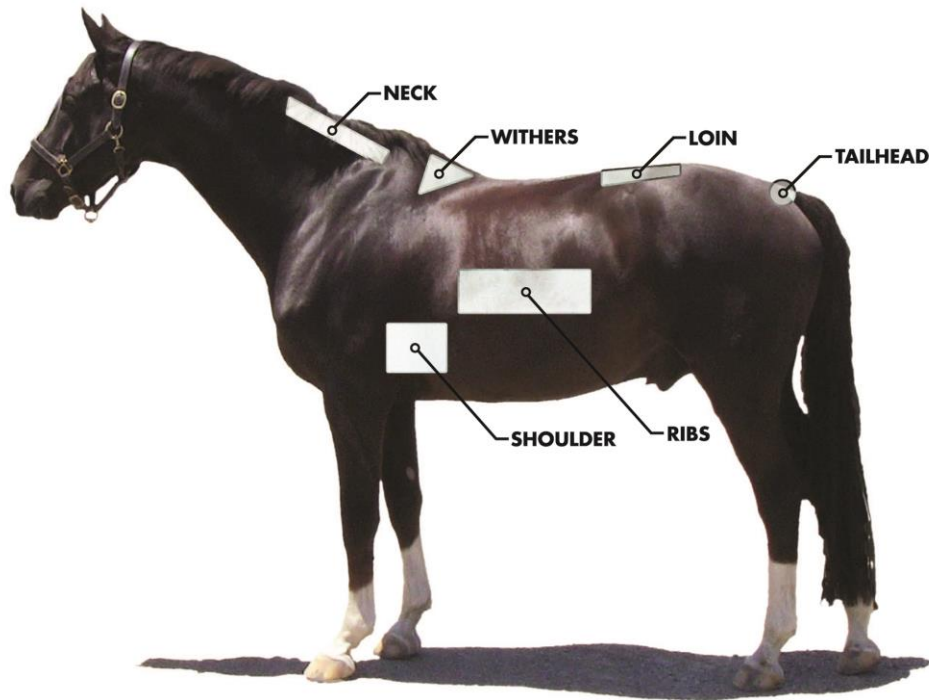 NECK
WITHERS
LOIN
TAILHEAD
SHOULDER
RIBS